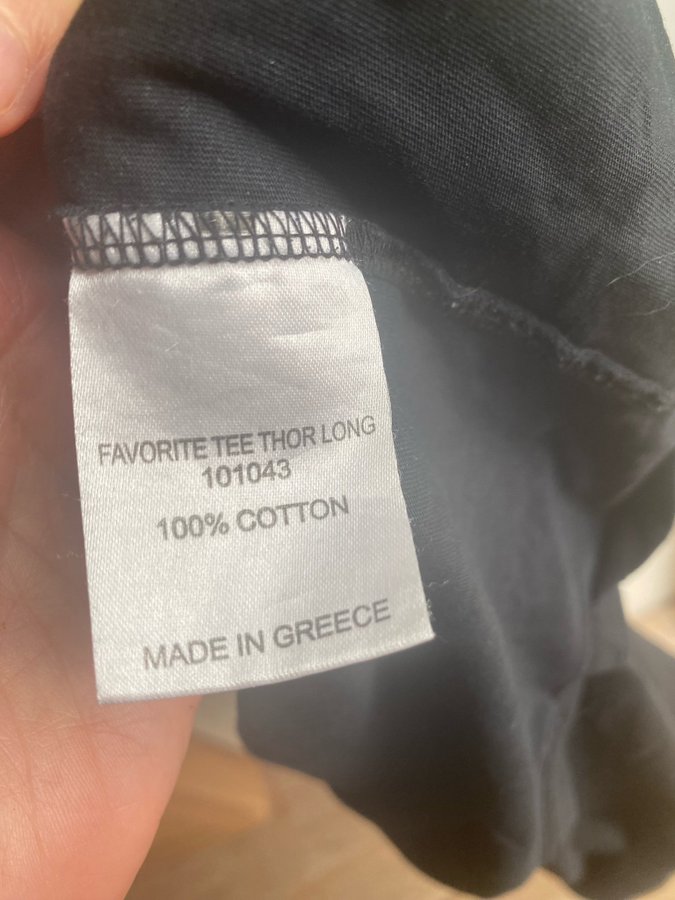 FAVORITE TEE THOR LONG
101043
100% COTTON
MADE IN GREECE